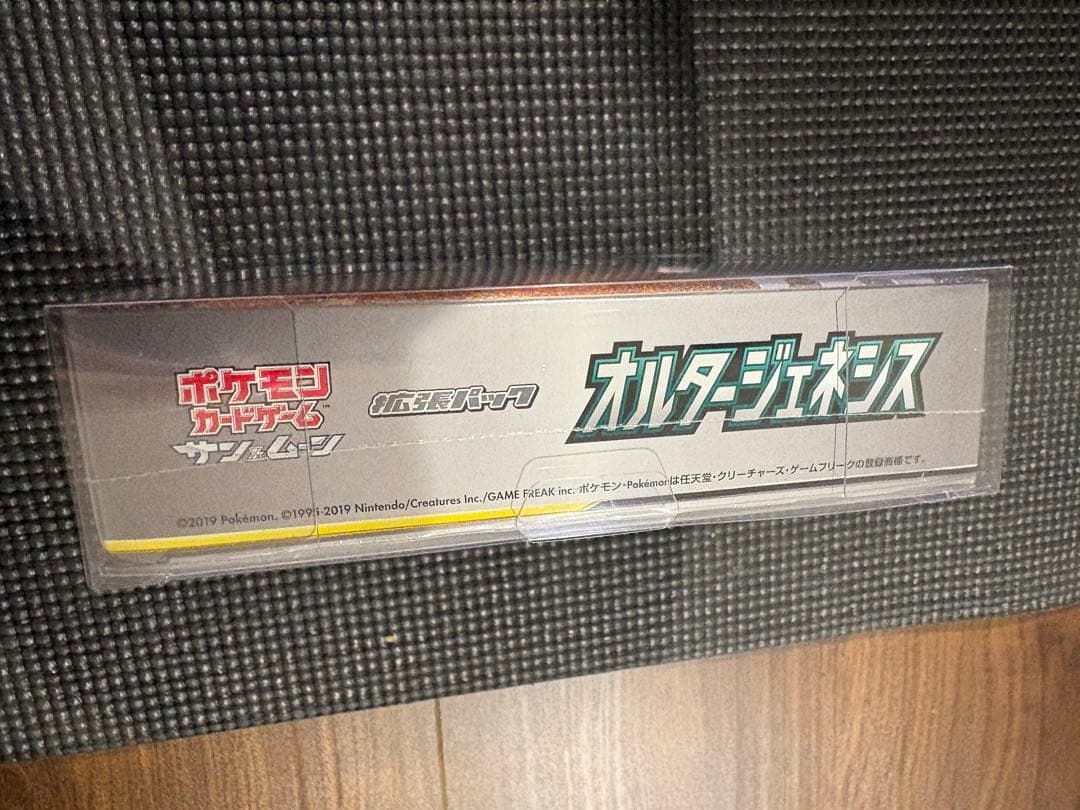 ポケモン
カードゲーム™
サン&ムーン
拡張パック
オルタージェネシス
©2019 Pokémon. ©1995-2019 Nintendo/Creatures Inc./GAME FREAK inc. ポケモン・Pokémonは任天堂・クリーチャーズ・ゲームフリークの登録商標です。